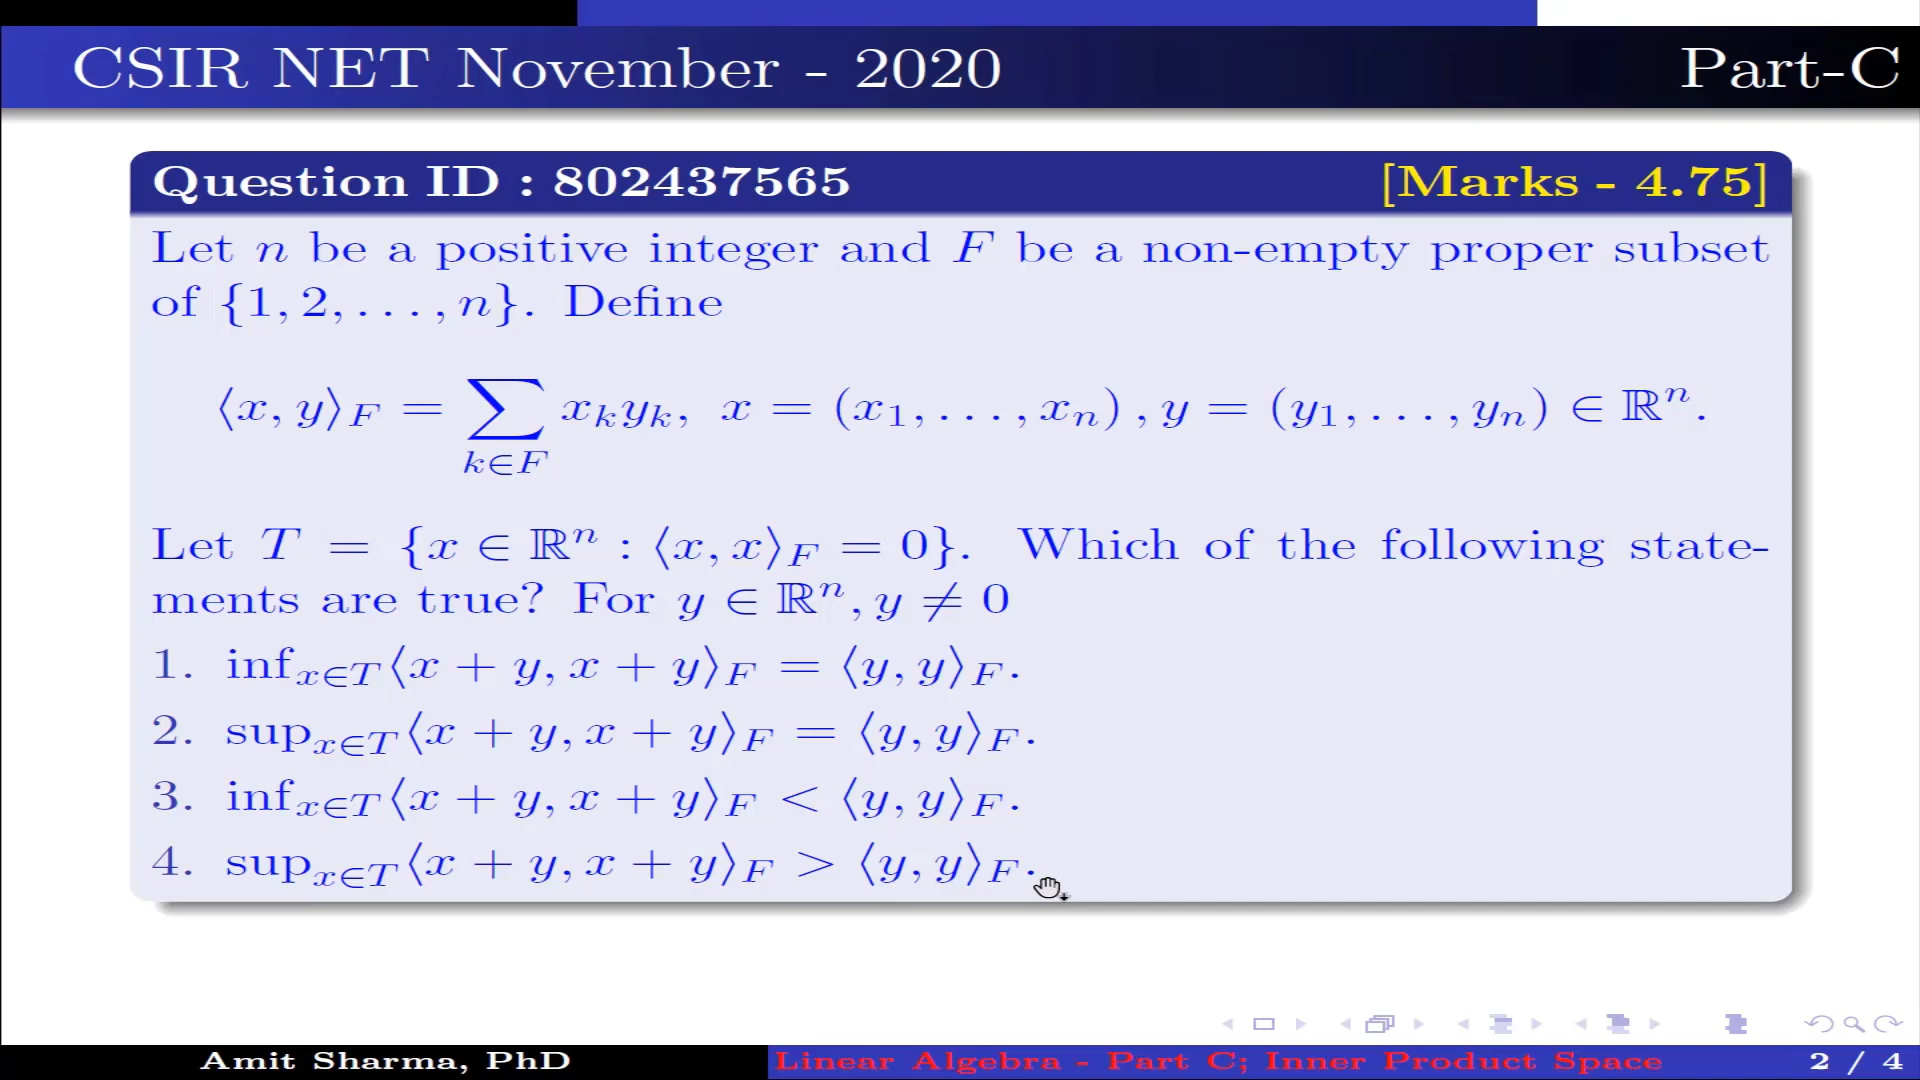 CSIR NET November - 2020 Part-C
Question ID : 802437565 [Marks - 4.75]
Let n be a positive integer and F be a non-empty proper subset
of {1, 2, . . . , n}. Define
⟨x, y⟩_F = ∑_{k∈F} x_k y_k, x = (x_1, . . . , x_n) , y = (y_1, . . . , y_n) ∈ ℝ^n.
Let T = {x ∈ ℝ^n : ⟨x, x⟩_F = 0}. Which of the following state-
ments are true? For y ∈ ℝ^n, y ≠ 0
1. inf_{x∈T}⟨x + y, x + y⟩_F = ⟨y, y⟩_F.
2. sup_{x∈T}⟨x + y, x + y⟩_F = ⟨y, y⟩_F.
3. inf_{x∈T}⟨x + y, x + y⟩_F < ⟨y, y⟩_F.
4. sup_{x∈T}⟨x + y, x + y⟩_F > ⟨y, y⟩_F.
Amit Sharma, PhD Linear Algebra - Part C; Inner Product Space 2 / 4